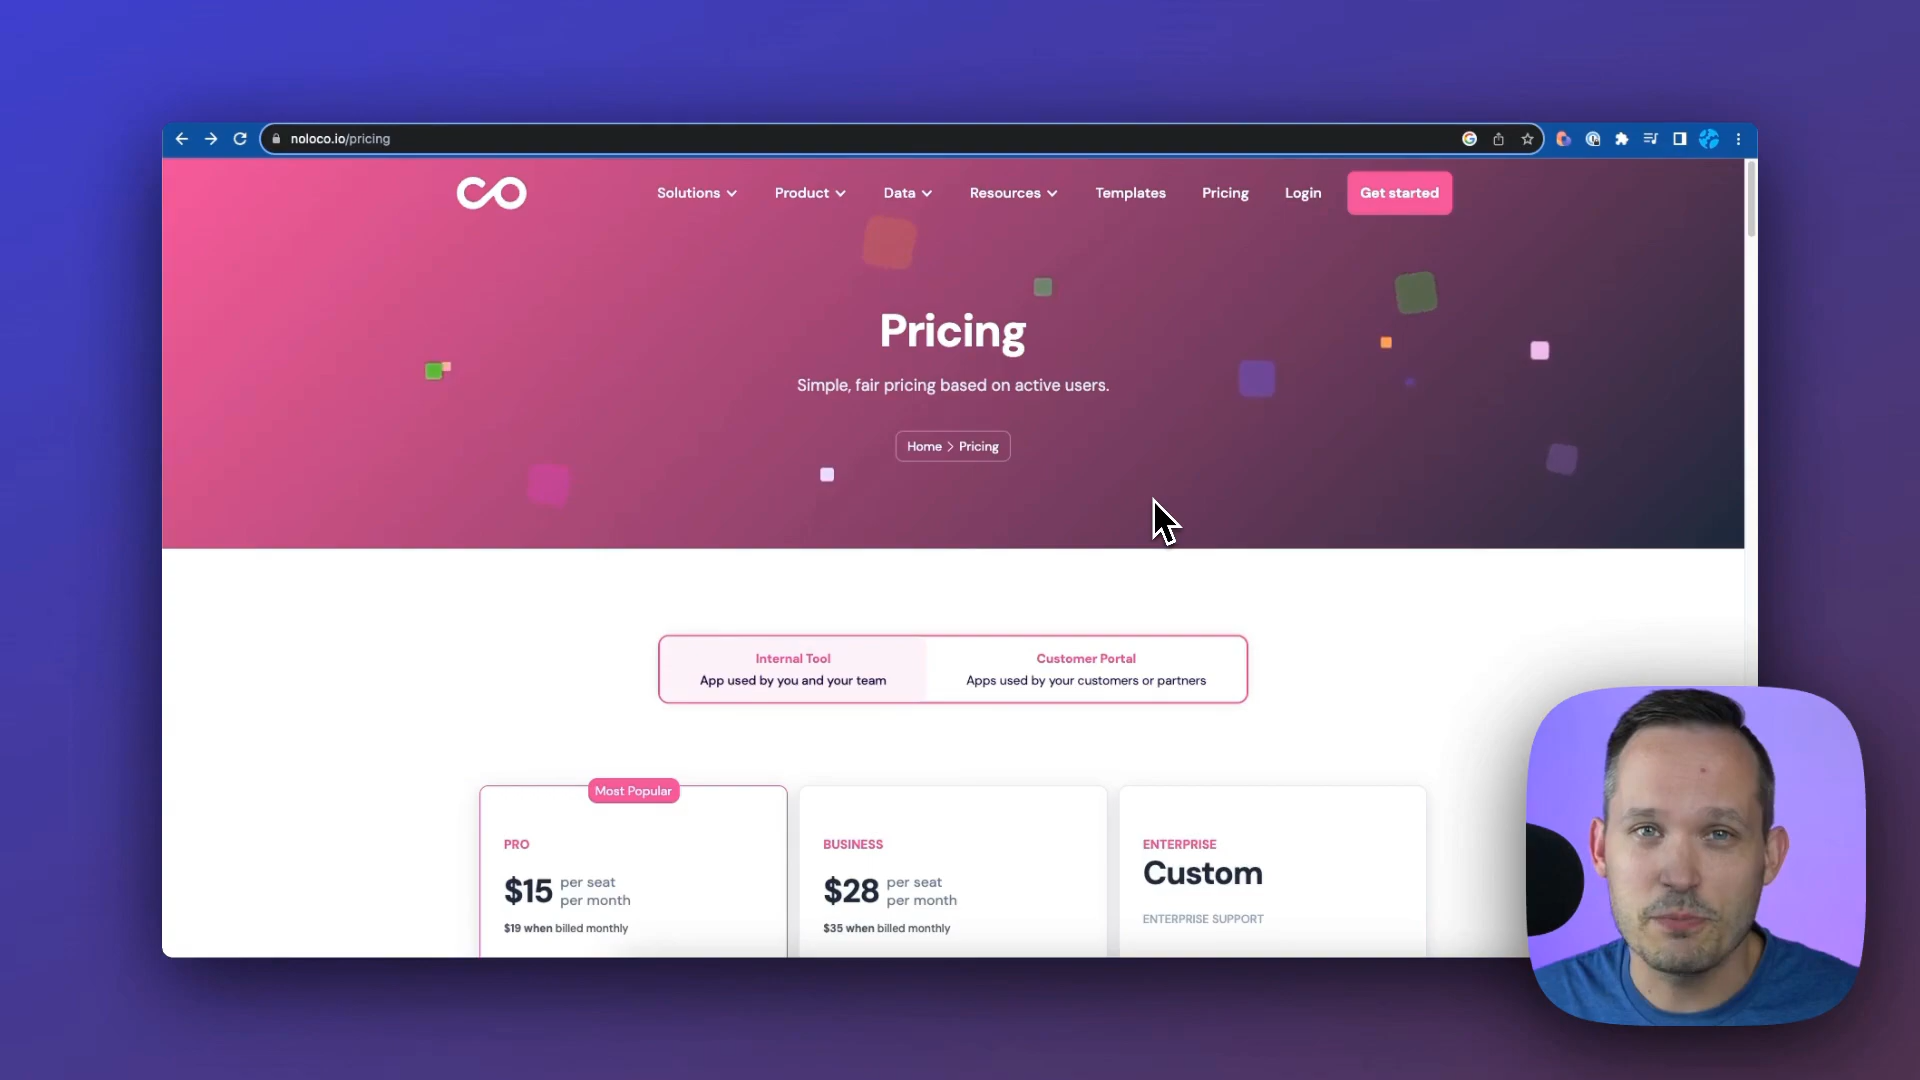 noloco.io/pricing
Solutions
Product
Data
Resources
Templates
Pricing
Login
Get started
Pricing
Simple, fair pricing based on active users.
Home > Pricing
Internal Tool
App used by you and your team
Customer Portal
Apps used by your customers or partners
Most Popular
PRO
$15 per seat
per month
$19 when billed monthly
BUSINESS
$28 per seat
per month
$35 when billed monthly
ENTERPRISE
Custom
ENTERPRISE SUPPORT